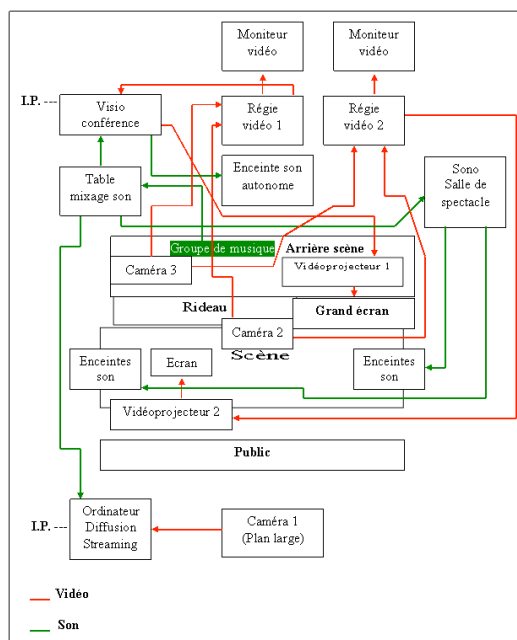 Moniteur
vidéo
Moniteur
vidéo
I.P. ---
Visio
conférence
Régie
vidéo 1
Régie
vidéo 2
Table
mixage son
Enceinte son
autonome
Sono
Salle de
spectacle
Groupe de musique
Arrière scène
Caméra 3
Vidéoprojecteur 1
Rideau
Grand écran
Caméra 2
Scène
Enceintes
son
Ecran
Enceintes
son
Vidéoprojecteur 2
Public
I.P. ---
Ordinateur
Diffusion
Streaming
Caméra 1
(Plan large)
Vidéo
Son